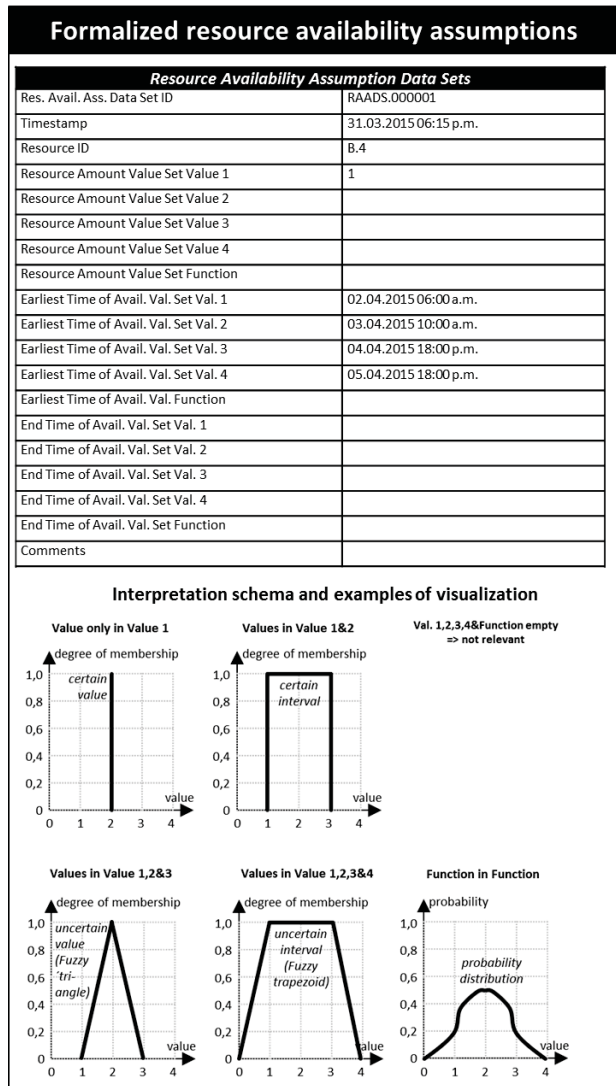 Formalized resource availability assumptions
Resource Availability Assumption Data Sets
Res. Avail. Ass. Data Set ID RAADS.000001
Timestamp 31.03.2015 06:15 p.m.
Resource ID B.4
Resource Amount Value Set Value 1 1
Resource Amount Value Set Value 2
Resource Amount Value Set Value 3
Resource Amount Value Set Value 4
Resource Amount Value Set Function
Earliest Time of Avail. Val. Set Val. 1 02.04.2015 06:00 a.m.
Earliest Time of Avail. Val. Set Val. 2 03.04.2015 10:00 a.m.
Earliest Time of Avail. Val. Set Val. 3 04.04.2015 18:00 p.m.
Earliest Time of Avail. Val. Set Val. 4 05.04.2015 18:00 p.m.
Earliest Time of Avail. Val. Function
End Time of Avail. Val. Set Val. 1
End Time of Avail. Val. Set Val. 2
End Time of Avail. Val. Set Val. 3
End Time of Avail. Val. Set Val. 4
End Time of Avail. Val. Set Function
Comments
Interpretation schema and examples of visualization
Value only in Value 1
degree of membership
1,0
0,8
0,6
0,4
0,2
0
certain
value
value
0 1 2 3 4
Values in Value 1&2
degree of membership
1,0
0,8
0,6
0,4
0,2
0
certain
interval
value
0 1 2 3 4
Val. 1,2,3,4&Function empty
=> not relevant
Values in Value 1,2&3
degree of membership
1,0
0,8
0,6
0,4
0,2
0
uncertain
value
(Fuzzy
´tri-
angle)
value
0 1 2 3 4
Values in Value 1,2,3&4
degree of membership
1,0
0,8
0,6
0,4
0,2
0
uncertain
interval
(Fuzzy
trapezoid)
value
0 1 2 3 4
Function in Function
probability
1,0
0,8
0,6
0,4
0,2
0
probability
distribution
value
0 1 2 3 4